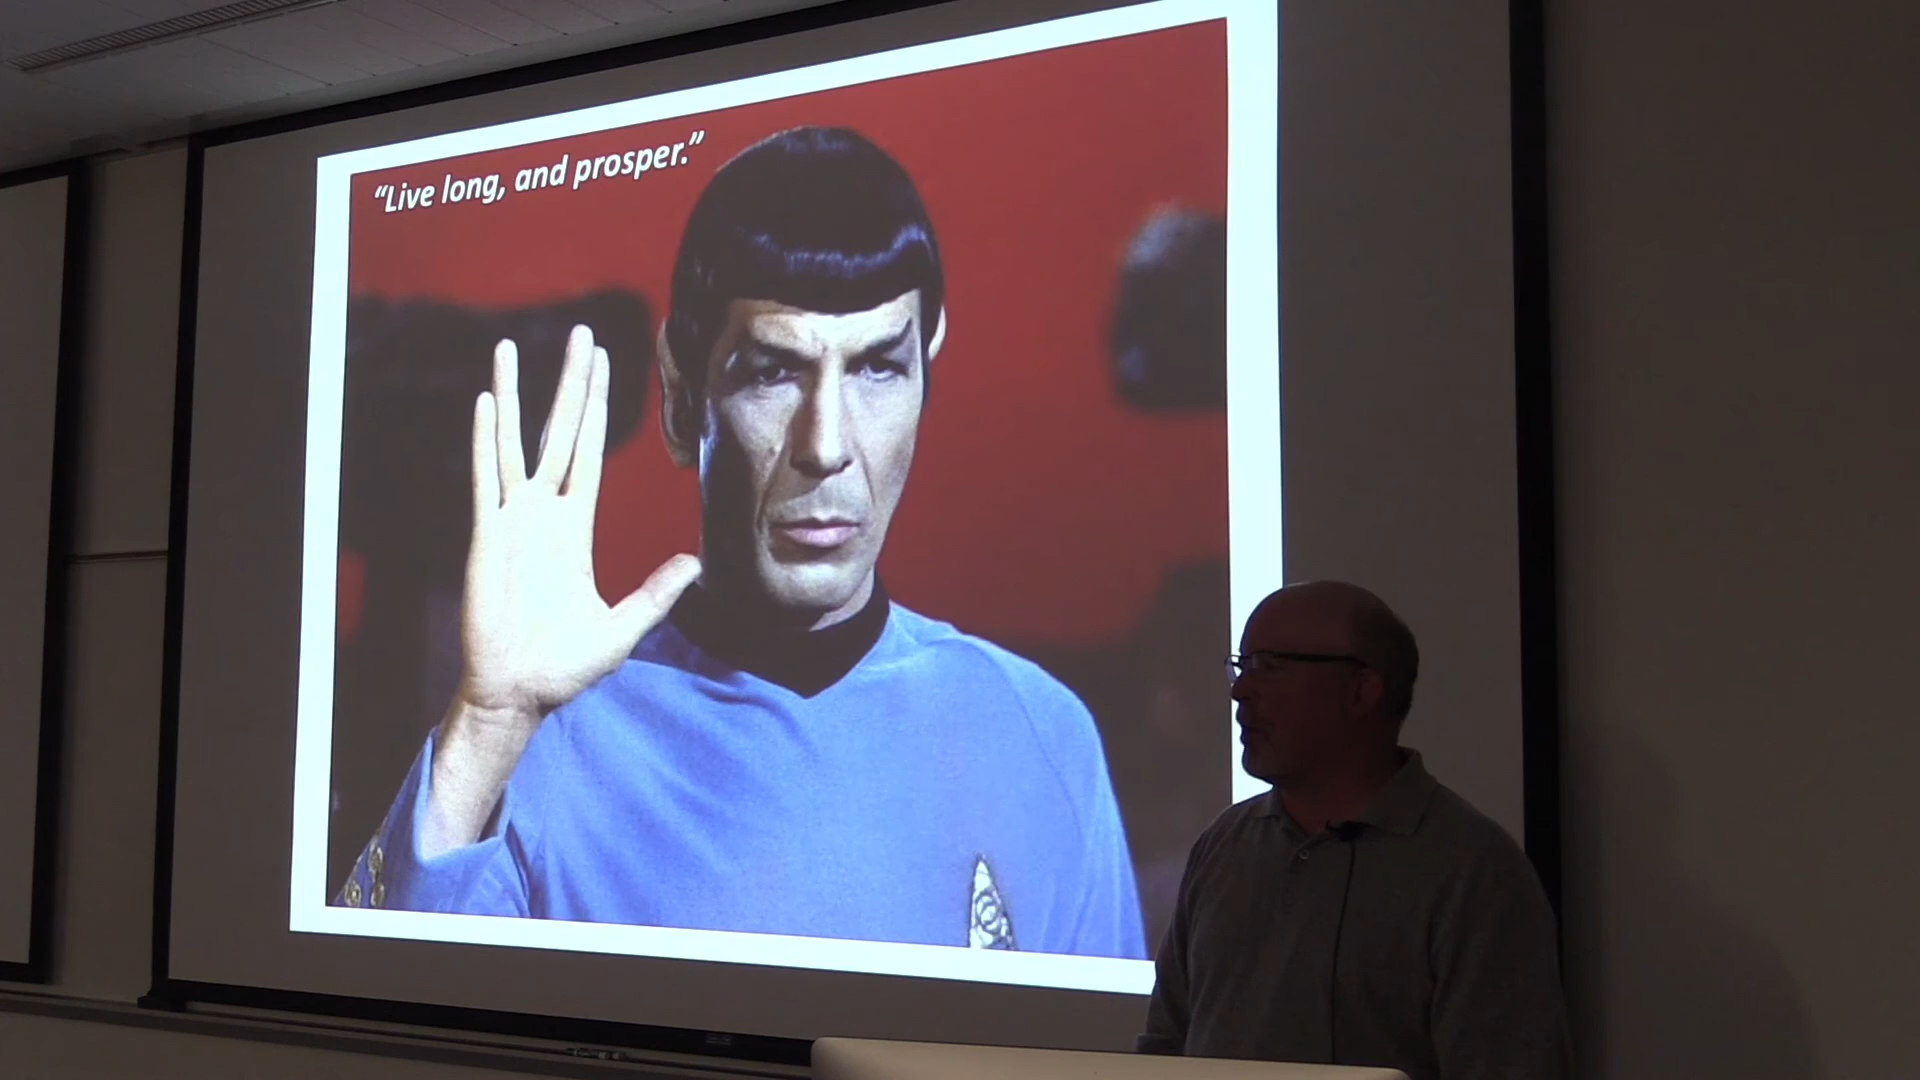 “Live long, and prosper.”